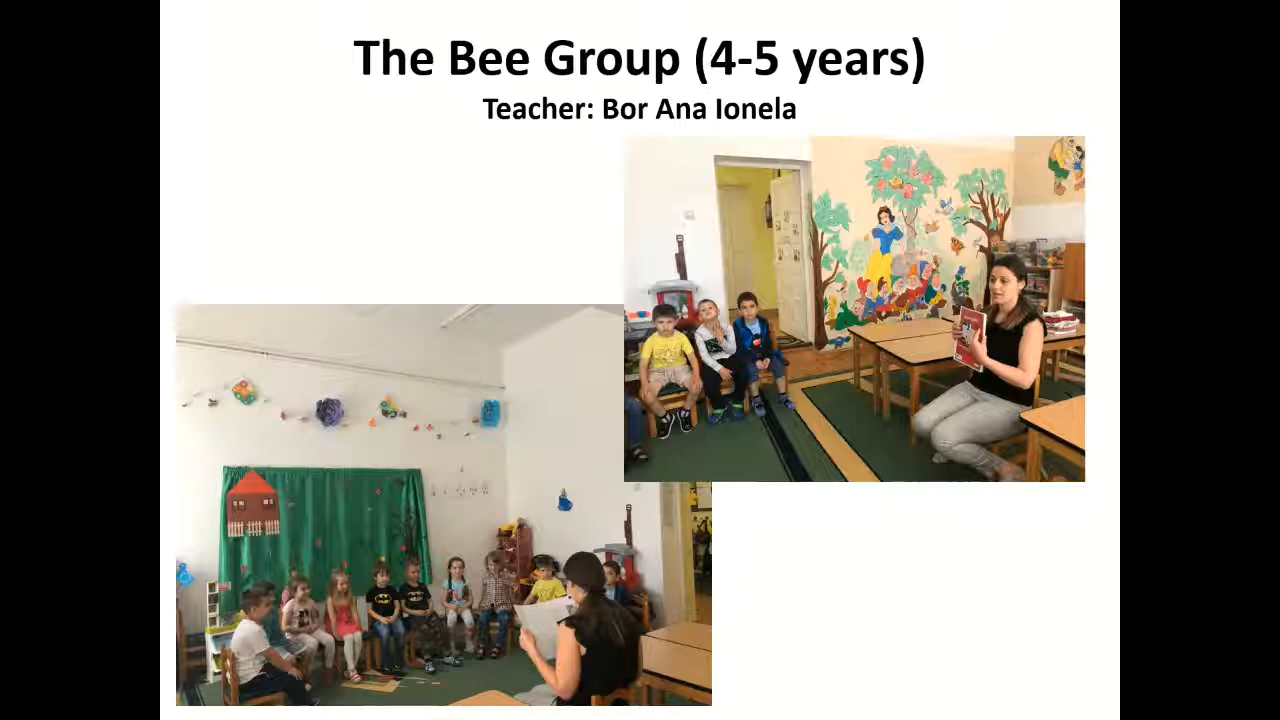 The Bee Group (4-5 years)
Teacher: Bor Ana Ionela